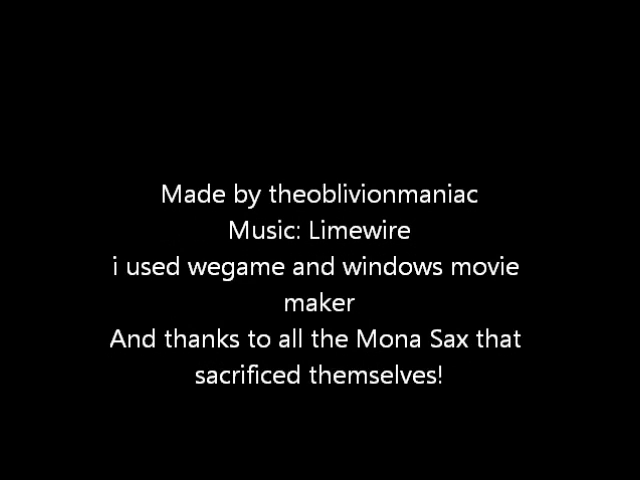 Made by theoblivionmaniac
Music: Limewire
i used wegame and windows movie
maker
And thanks to all the Mona Sax that
sacrificed themselves!